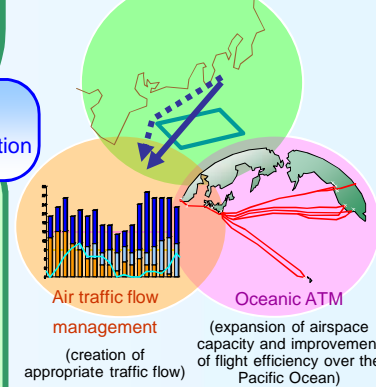 tion
Air traffic flow
management
(creation of
appropriate traffic flow)
Oceanic ATM
(expansion of airspace
capacity and improvement
of flight efficiency over the
Pacific Ocean)